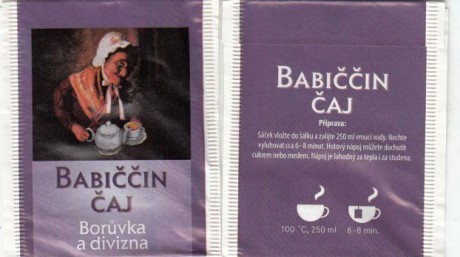 BABIČČIN
ČAJ
Borůvka
a divizna
BABIČČIN
ČAJ
Příprava:
Sáček vložte do šálku a zalijte 250 ml vroucí vody. Nechte
vyluhovat cca 6–8 minut. Hotový nápoj můžete dochutit
cukrem nebo medem. Nápoj je lahodný za tepla i za studena.
100 °C, 250 ml
6–8 min.